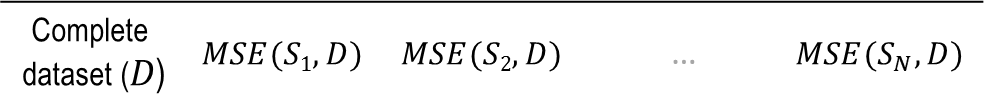 Complete
dataset (D) MSE(S₁, D) MSE(S₂, D) ... MSE(S_N, D)